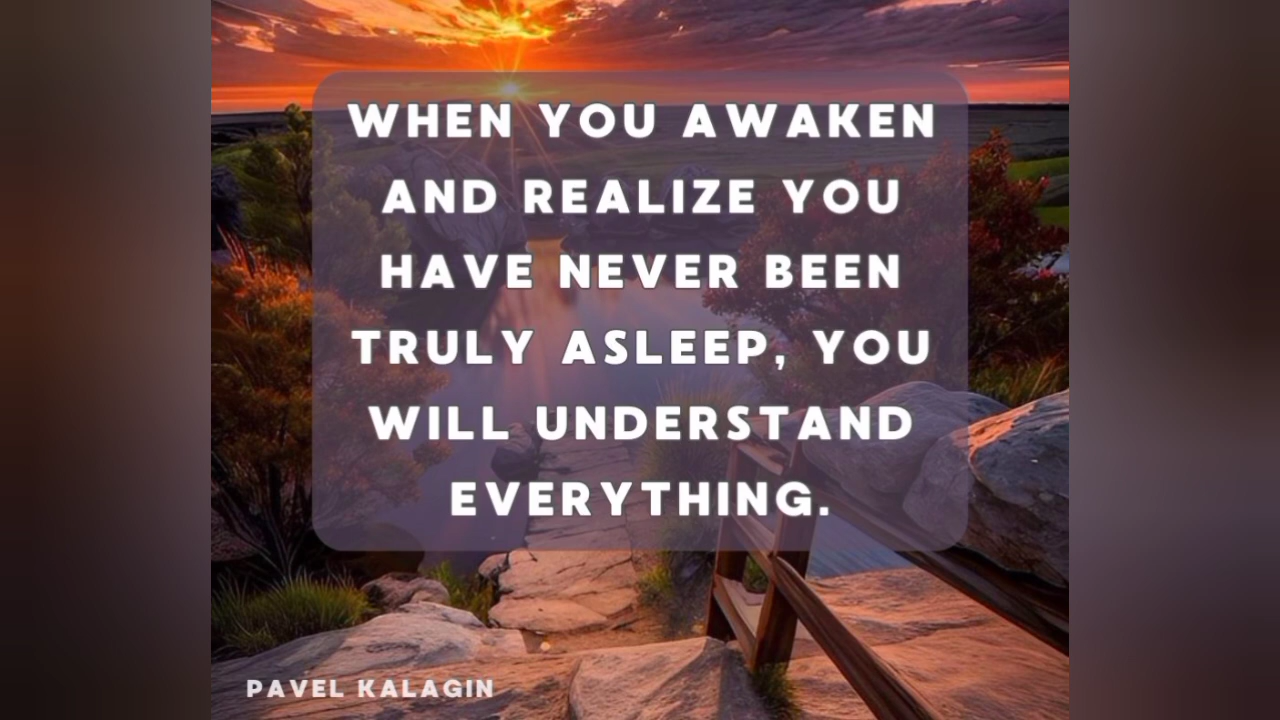 WHEN YOU AWAKEN
AND REALIZE YOU
HAVE NEVER BEEN
TRULY ASLEEP, YOU
WILL UNDERSTAND
EVERYTHING.
PAVEL KALAGIN